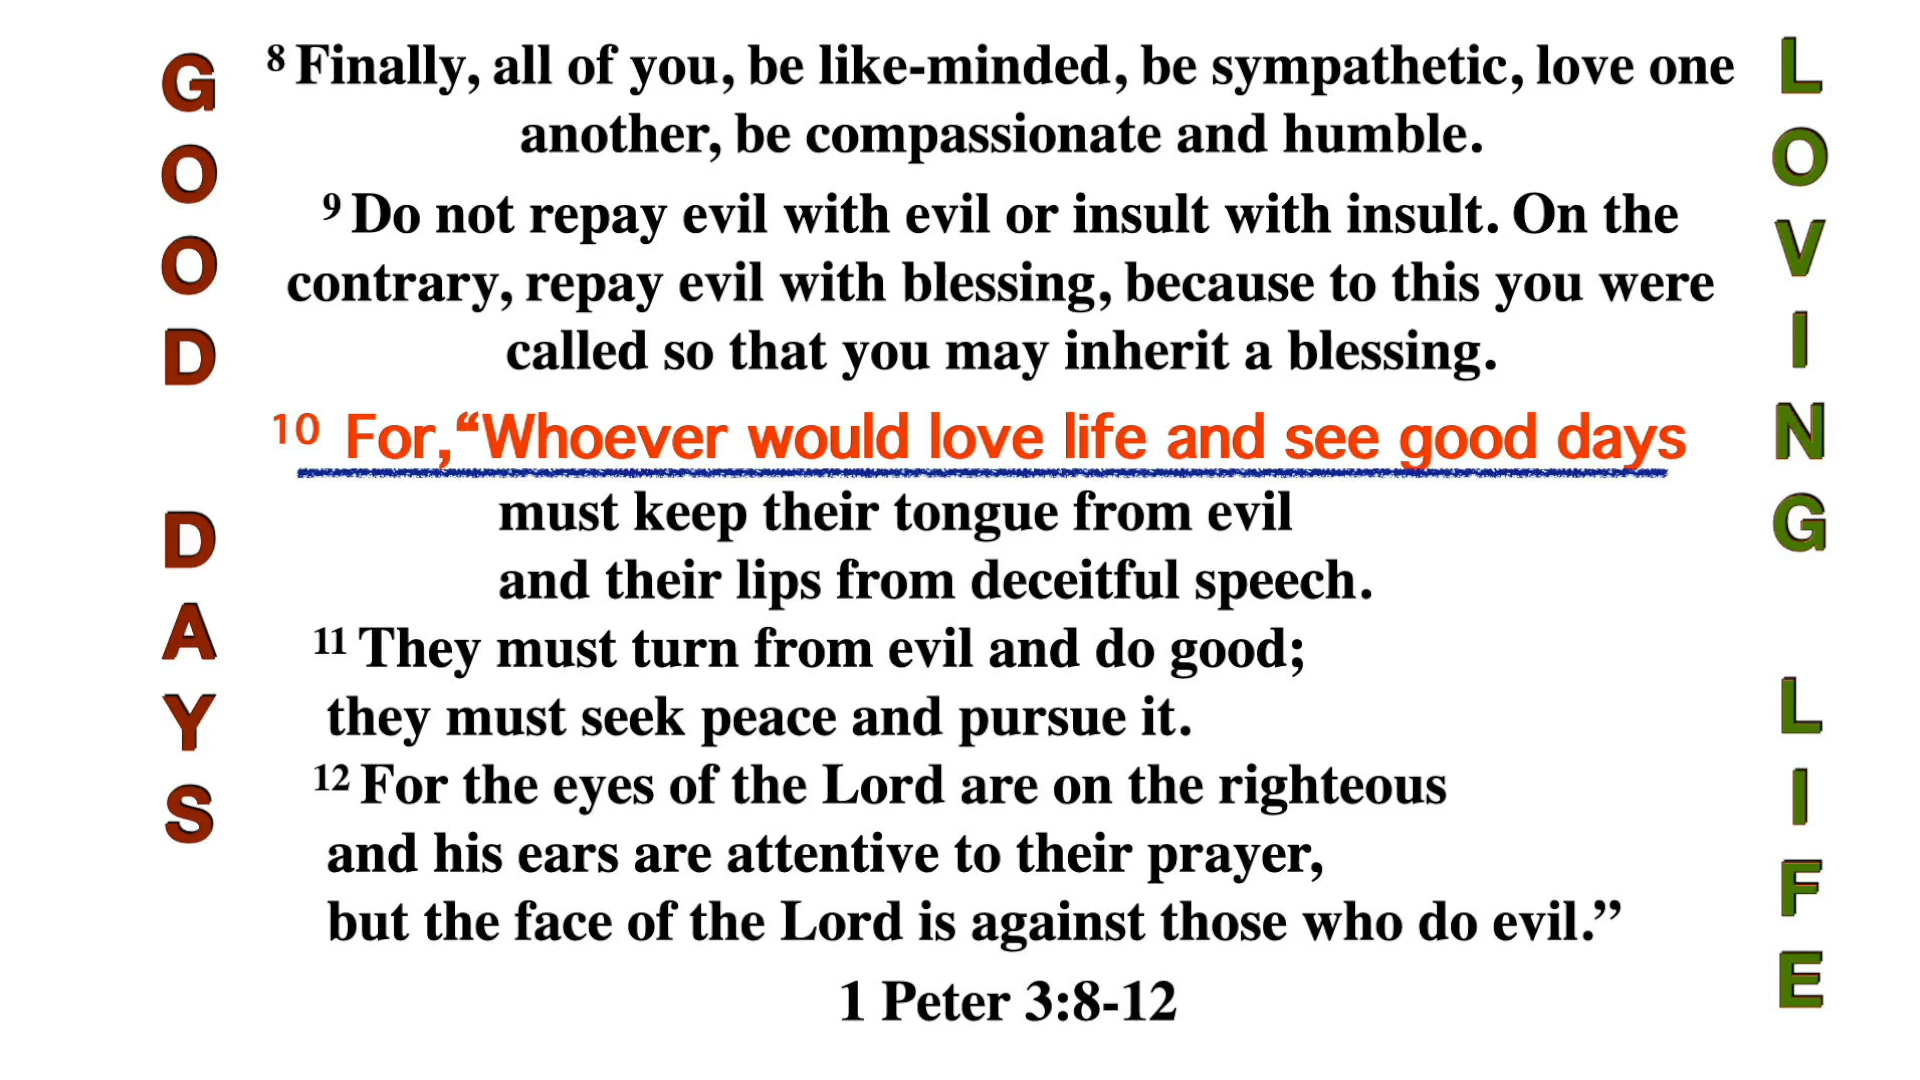 GOOD DAYS
8 Finally, all of you, be like-minded, be sympathetic, love one
another, be compassionate and humble.
9 Do not repay evil with evil or insult with insult. On the
contrary, repay evil with blessing, because to this you were
called so that you may inherit a blessing.
10 For,“Whoever would love life and see good days
must keep their tongue from evil
and their lips from deceitful speech.
11 They must turn from evil and do good;
they must seek peace and pursue it.
12 For the eyes of the Lord are on the righteous
and his ears are attentive to their prayer,
but the face of the Lord is against those who do evil.”
1 Peter 3:8-12
LOVING LIFE